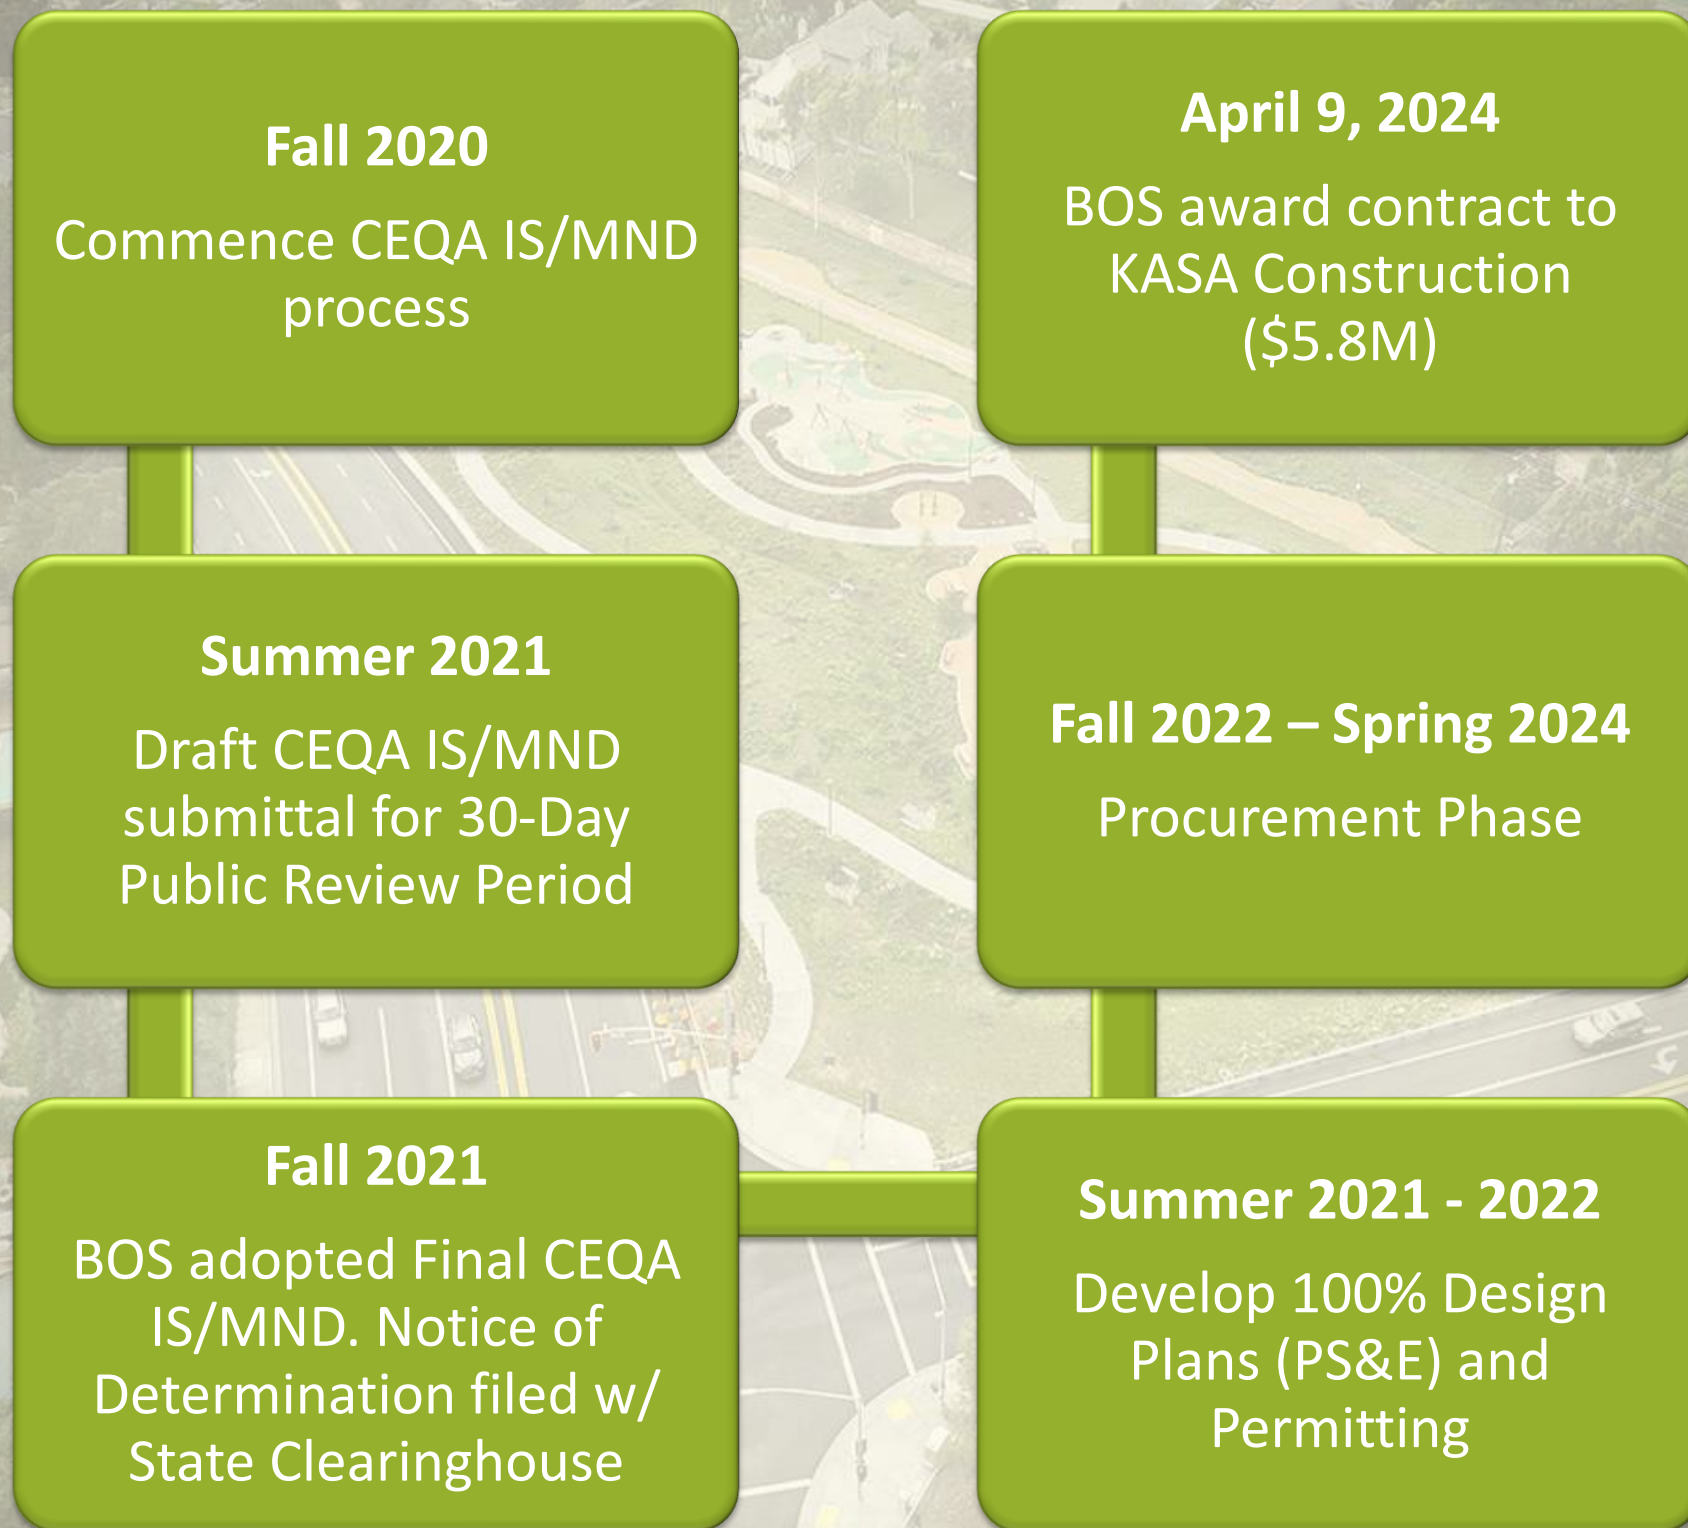 Fall 2020
Commence CEQA IS/MND
process
Summer 2021
Draft CEQA IS/MND
submittal for 30-Day
Public Review Period
Fall 2021
BOS adopted Final CEQA
IS/MND. Notice of
Determination filed w/
State Clearinghouse
Summer 2021 - 2022
Develop 100% Design
Plans (PS&E) and
Permitting
Fall 2022 – Spring 2024
Procurement Phase
April 9, 2024
BOS award contract to
KASA Construction
($5.8M)